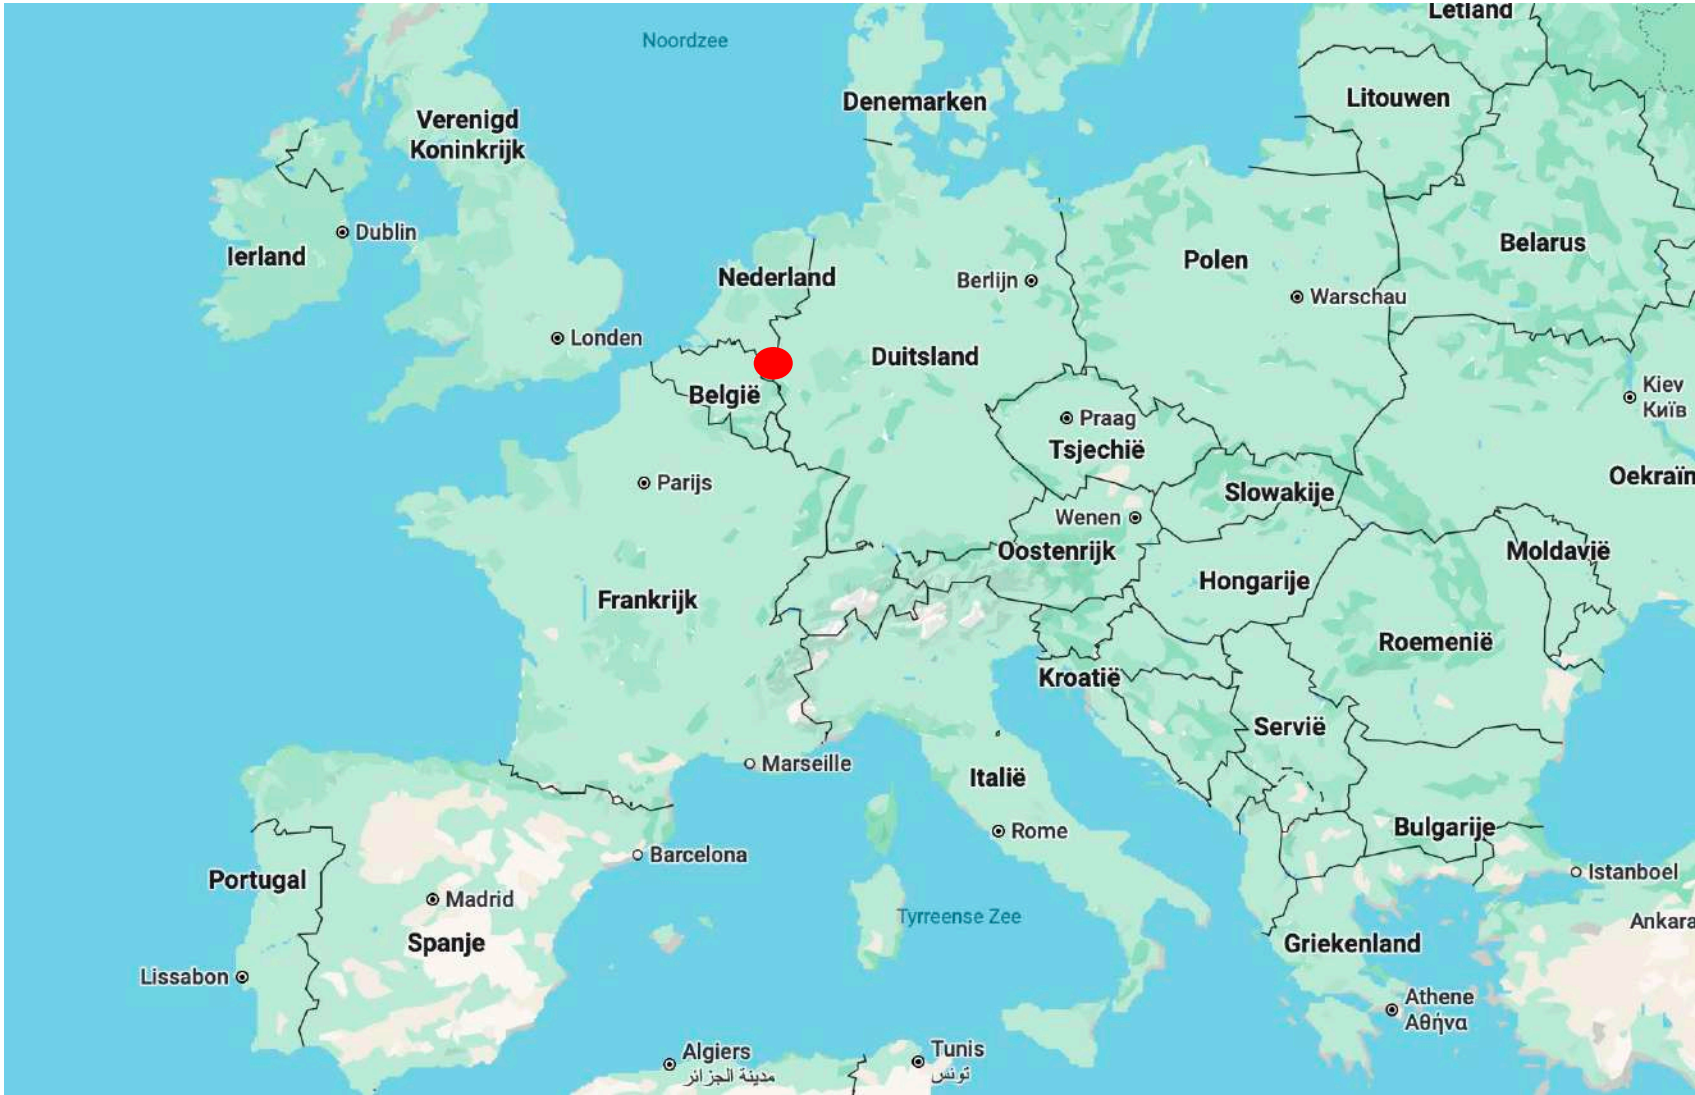 Letland
Noordzee
Denemarken
Litouwen
Verenigd
Koninkrijk
Dublin
Ierland
Belarus
Nederland
Berlijn
Polen
Warschau
Londen
Duitsland
België
Kiev
Київ
Praag
Tsjechië
Parijs
Slowakije
Oekraïn
Wenen
Oostenrijk
Moldavië
Hongarije
Frankrijk
Roemenië
Kroatië
Servië
Marseille
Italië
Rome
Bulgarije
Barcelona
Istanboel
Portugal
Madrid
Tyrreense Zee
Ankara
Spanje
Griekenland
Lissabon
Athene
Αθήνα
Algiers
مدينة الجزائر
Tunis
تونس